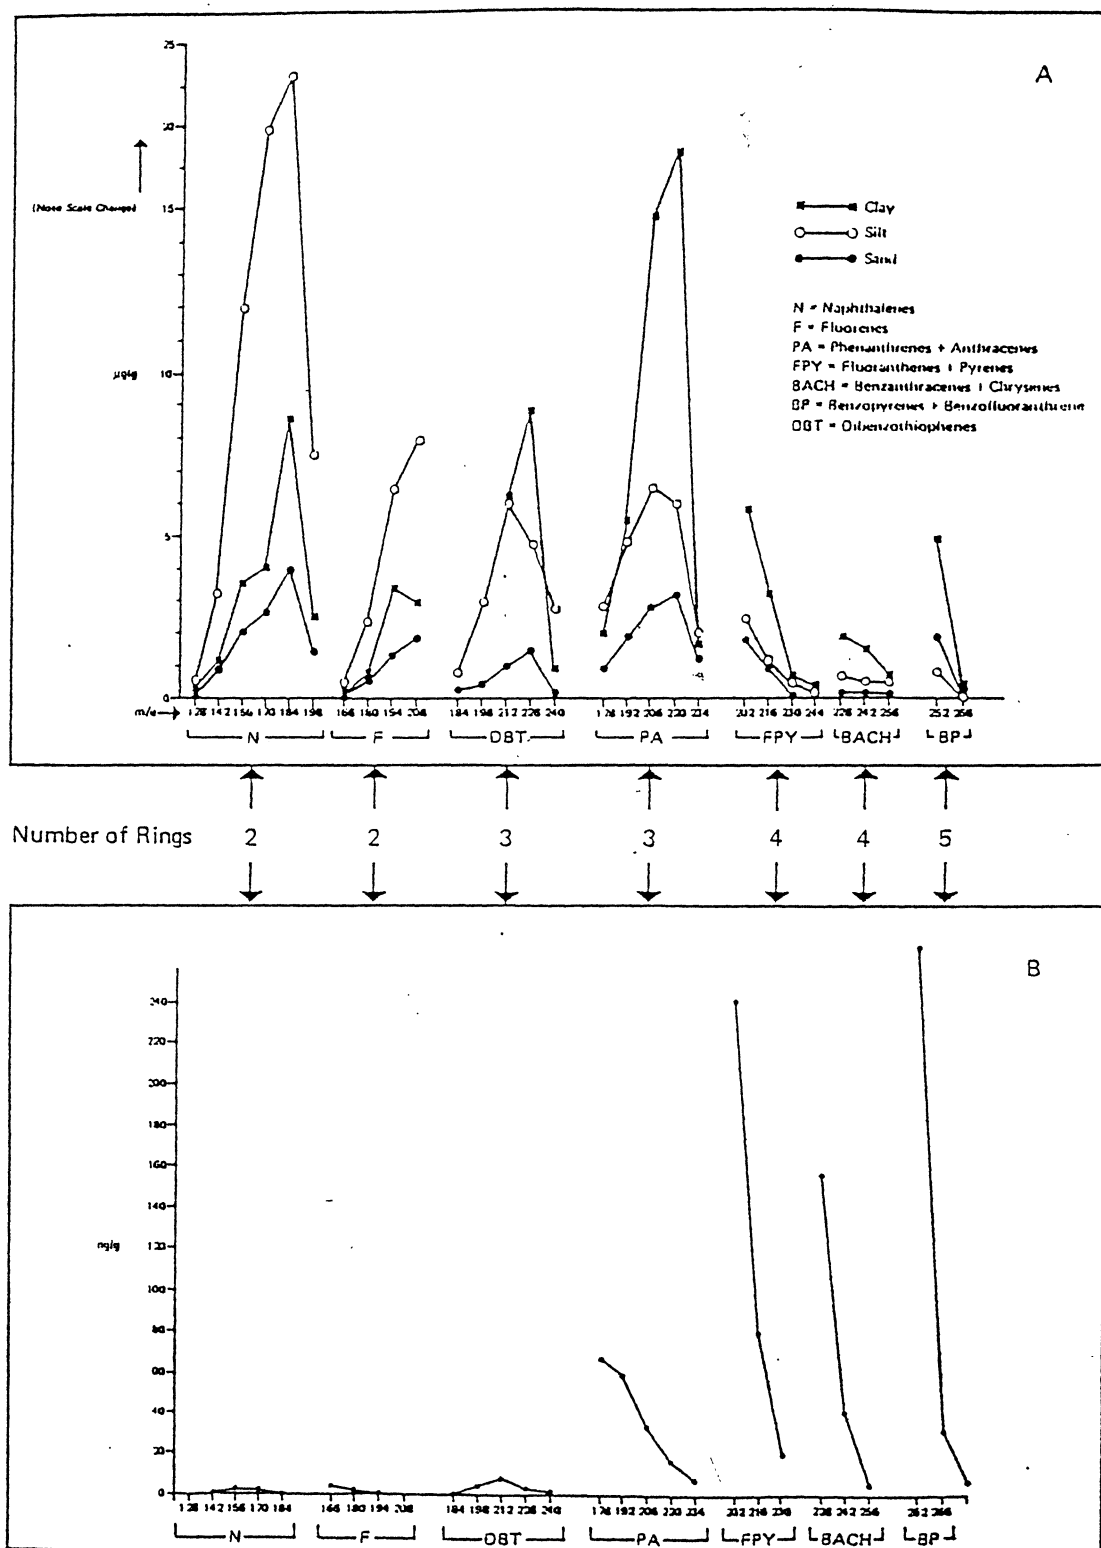 A
25
20
(Note Scale Change)
15
Clay
Silt
Sand
N = Naphthalenes
F = Fluorenes
PA = Phenanthrenes + Anthracenes
FPY = Fluoranthenes + Pyrenes
BACH = Benzanthracenes + Chrysenes
BP = Benzopyrenes + Benzofluoranthrene
DBT = Dibenzothiophenes
µg/g
10
5
0
m/e → 128 142 156 170 184 198 166 180 194 208 184 198 212 226 240 178 192 206 220 234 202 216 230 244 228 242 256 252 266
N F DBT PA FPY BACH BP
Number of Rings 2 2 3 3 4 4 5
B
240
220
200
180
160
140
ng/g
120
100
80
60
40
20
0
128 142 156 170 184 166 180 194 208 184 198 212 226 240 178 192 206 220 234 202 216 230 228 242 256 252 266
N F DBT PA FPY BACH BP